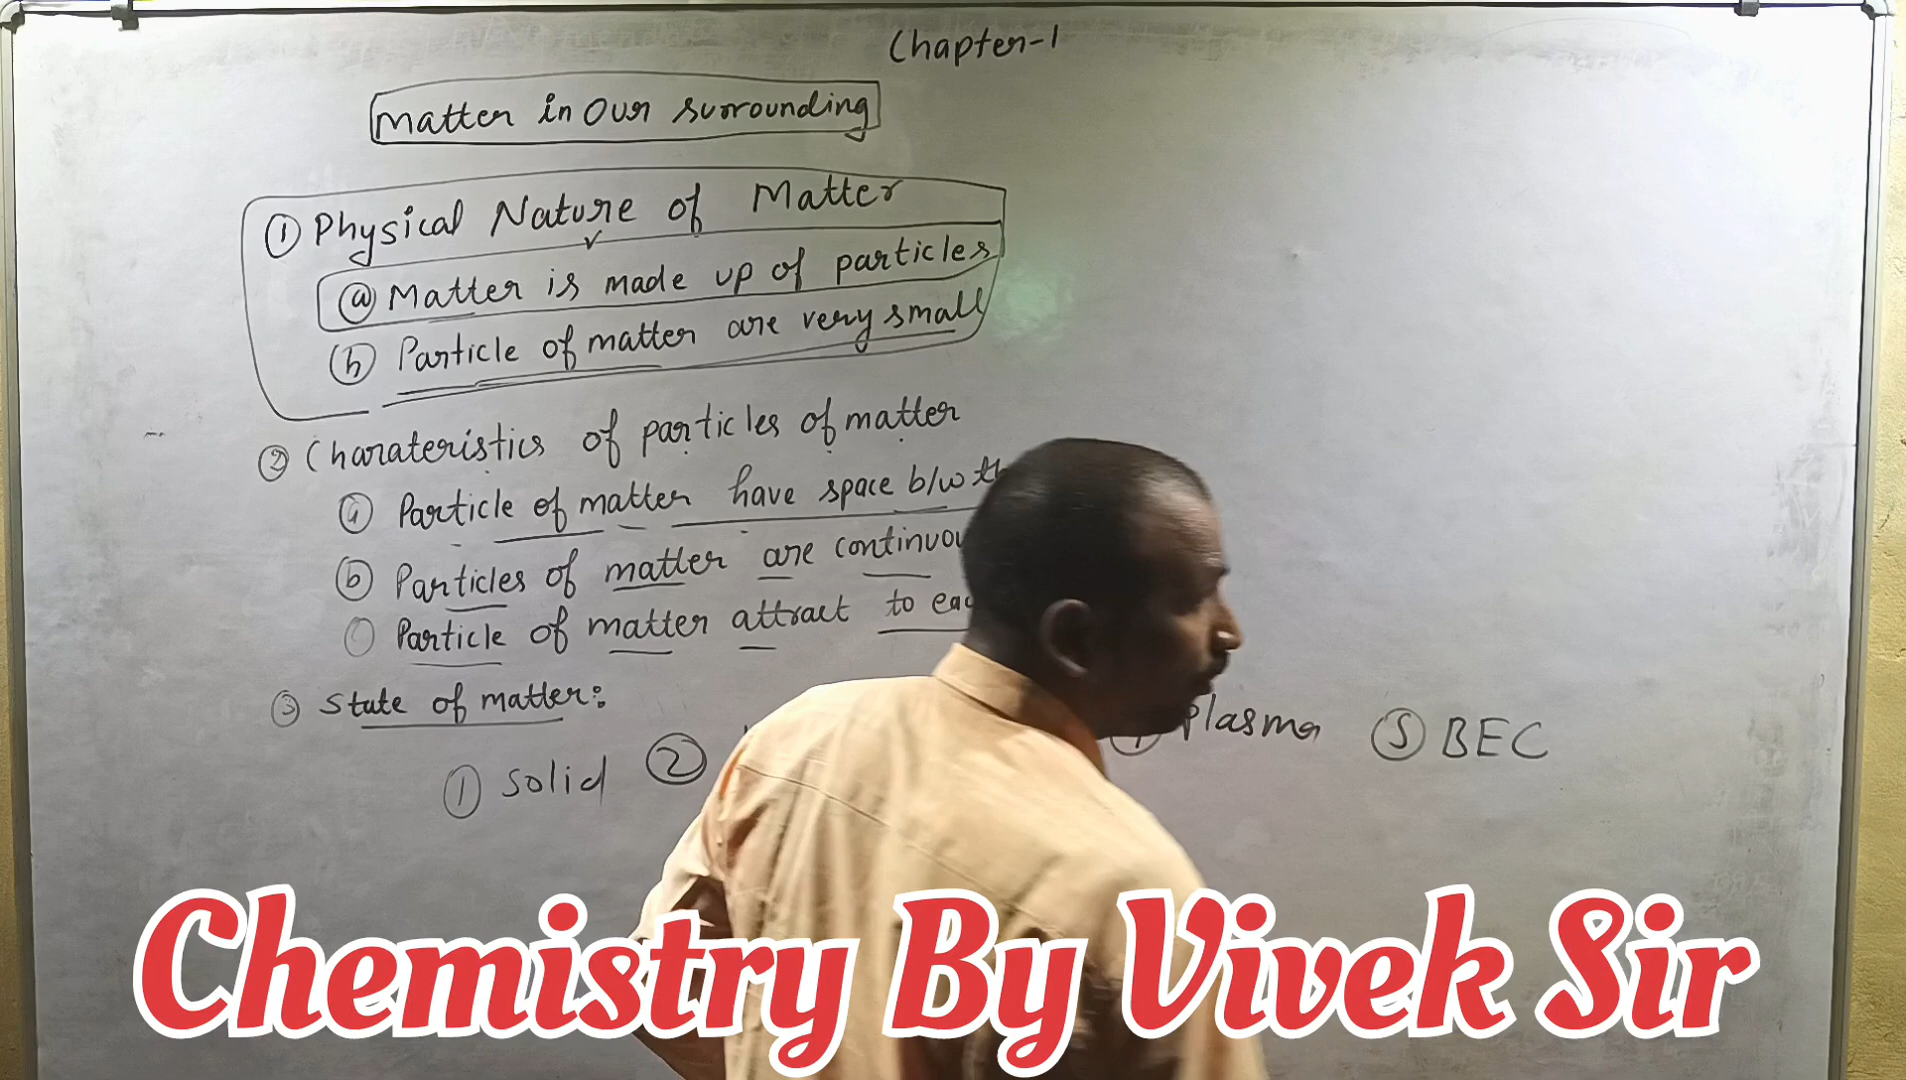 Chapter-1
Matter in Our surrounding
① Physical Nature of Matter
ⓐ Matter is made up of particles
ⓑ Particle of matter are very small
② Charateristics of particles of matter
ⓐ Particle of matter have space b/w
ⓑ Particles of matter are
ⓒ Particle of matter attract to
③ State of matter:
① Solid ② ④ Plasma ⑤ BEC
Chemistry By Vivek Sir